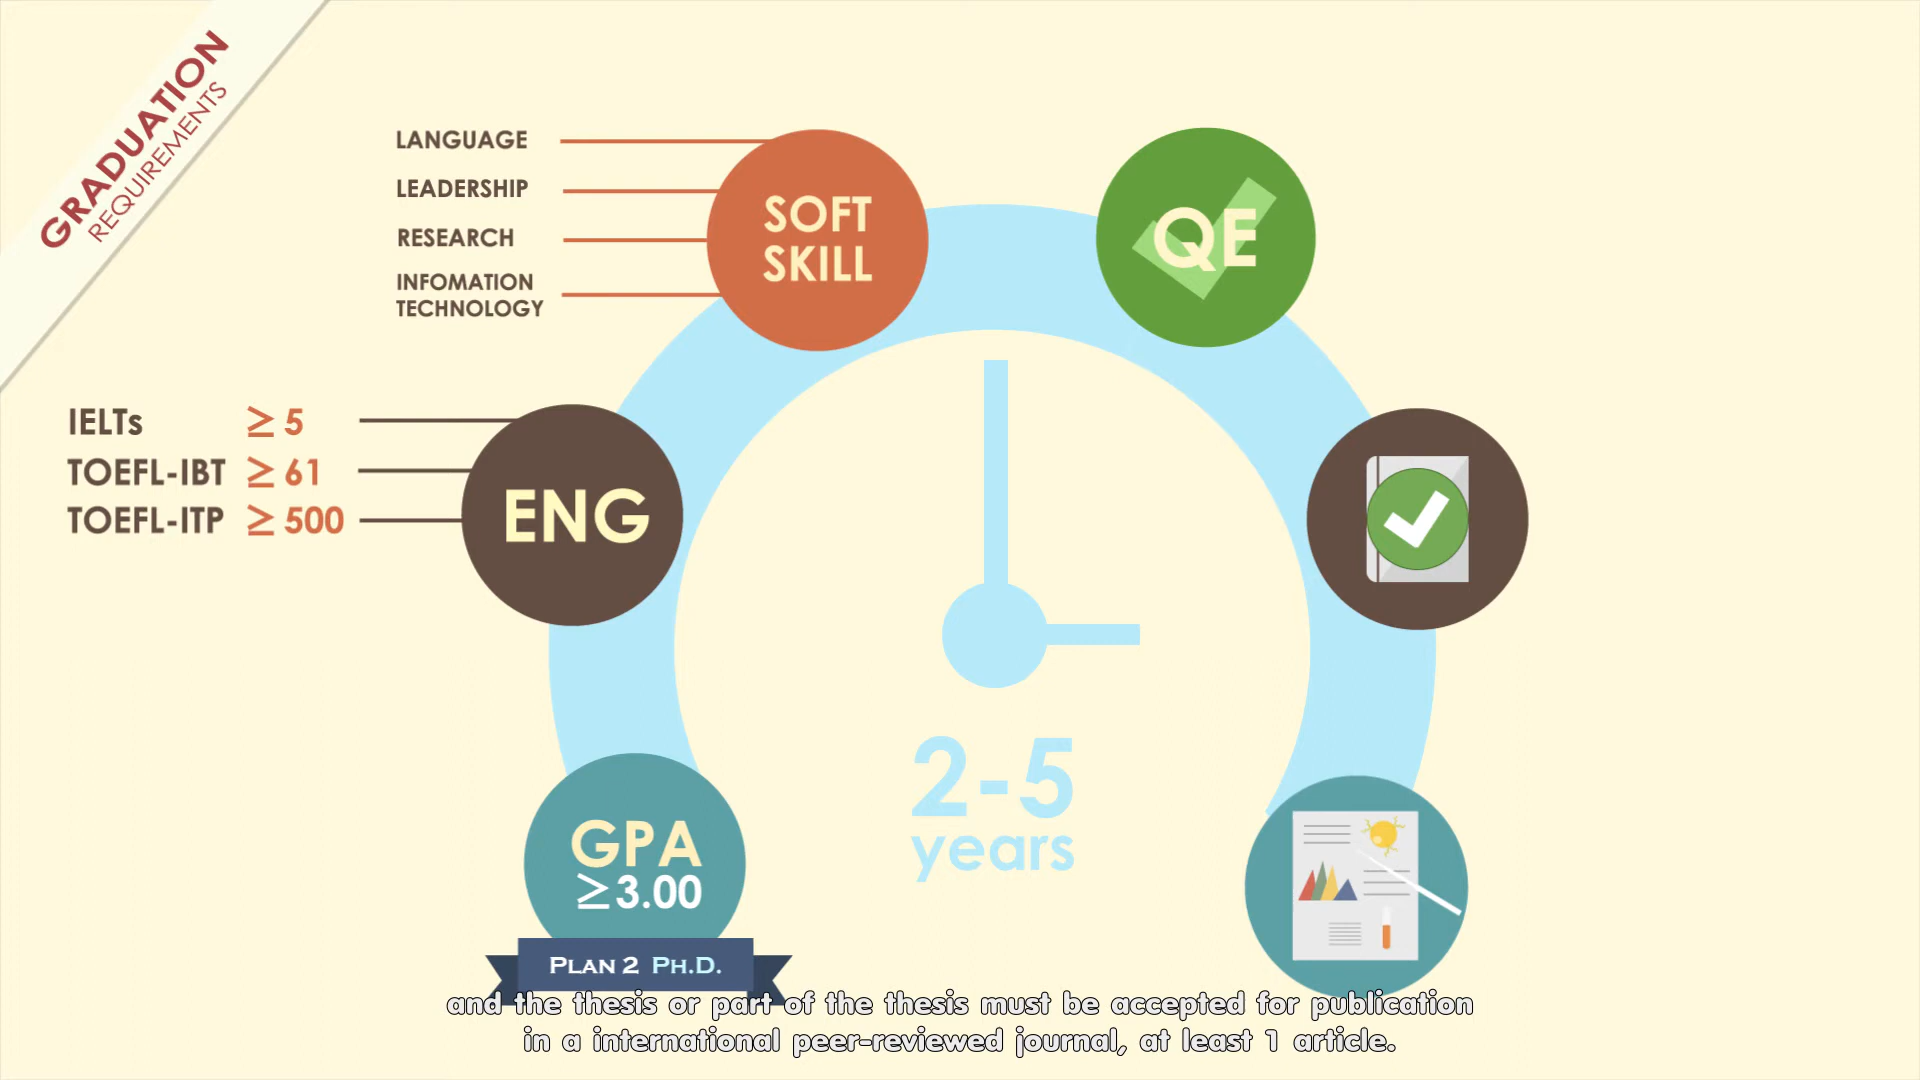 GRADUATION
REQUIREMENTS
LANGUAGE
LEADERSHIP
RESEARCH
INFOMATION
TECHNOLOGY
SOFT
SKILL
QE
IELTs ≥ 5
TOEFL-IBT ≥ 61
TOEFL-ITP ≥ 500
ENG
2-5
years
GPA
≥3.00
PLAN 2 PH.D.
and the thesis or part of the thesis must be accepted for publication
in a international peer-reviewed journal, at least 1 article.